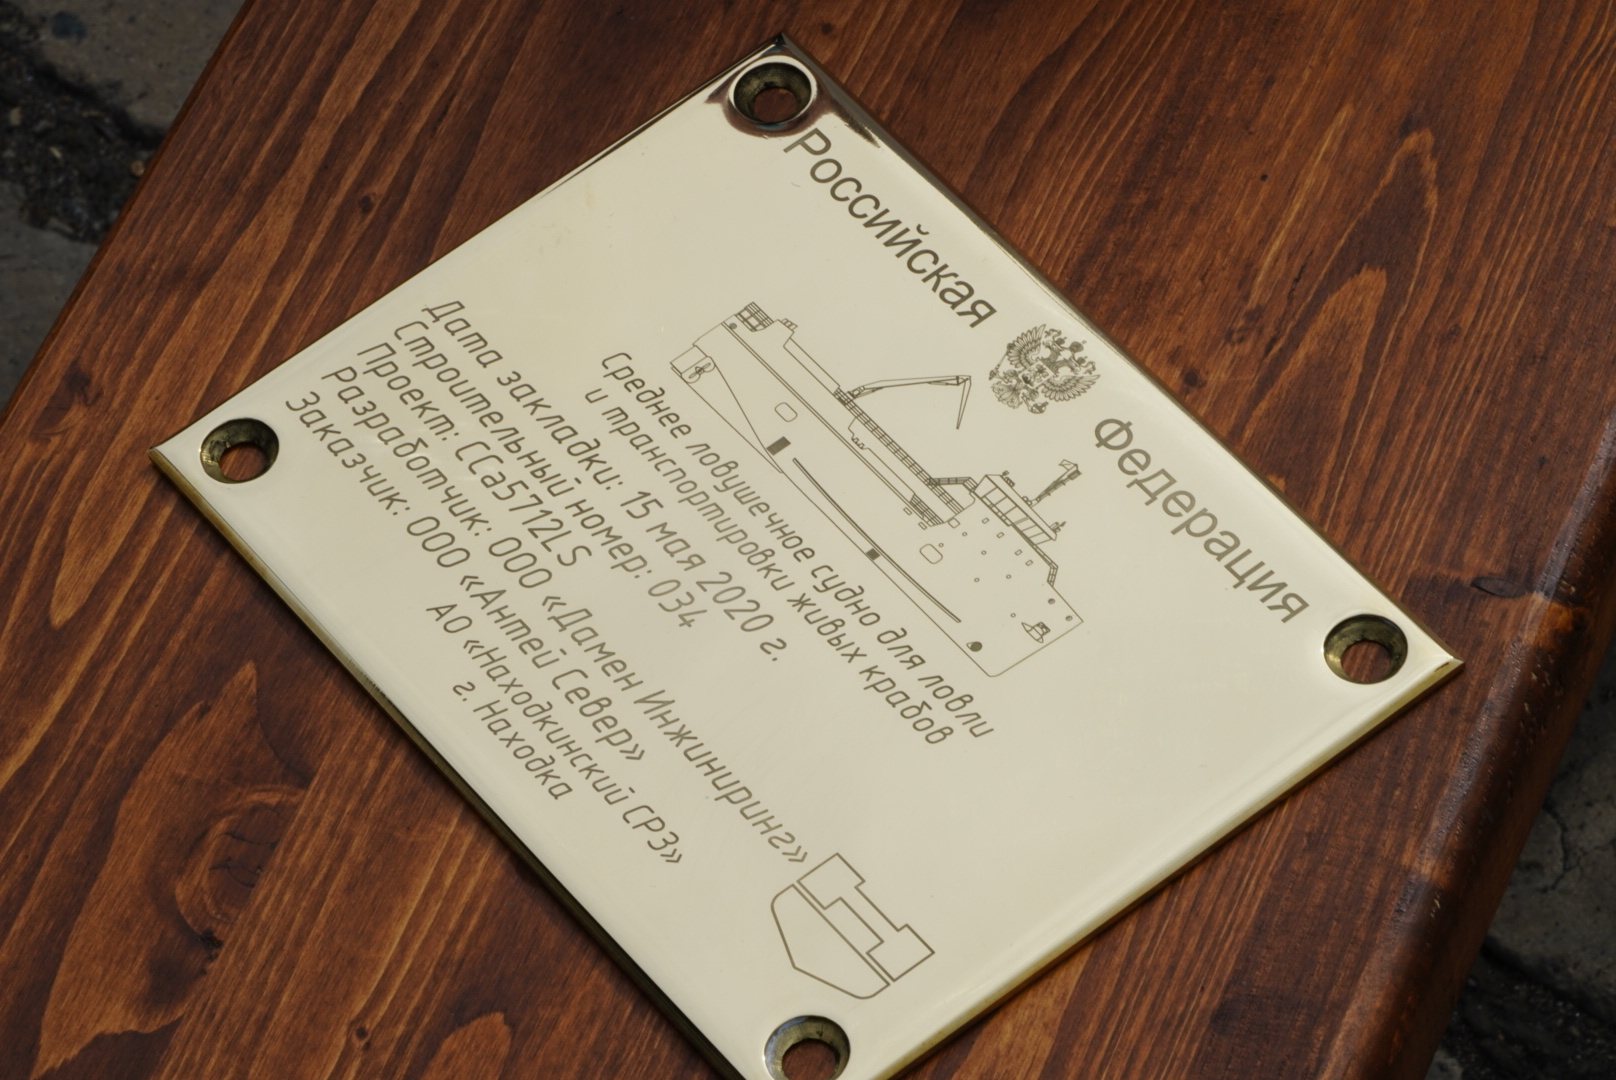 Российская Федерация
Среднее ловушечное судно для ловли
и транспортировки живых крабов
Дата закладки: 15 мая 2020 г.
Строительный номер: 034
Проект: ССа5712LS
Разработчик: ООО «Дамен Инжиниринг»
Заказчик: ООО «Антей Север»
АО «Находкинский СРЗ»
г. Находка